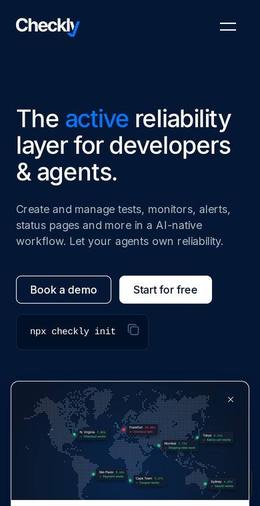 Checkly
The active reliability
layer for developers
& agents.
Create and manage tests, monitors, alerts,
status pages and more in a AI-native
workflow. Let your agents own reliability.
Book a demo
Start for free
npx checkly init
Frankfurt
N. Virginia
Tokyo
Mumbai
São Paulo
Cape Town
Sydney